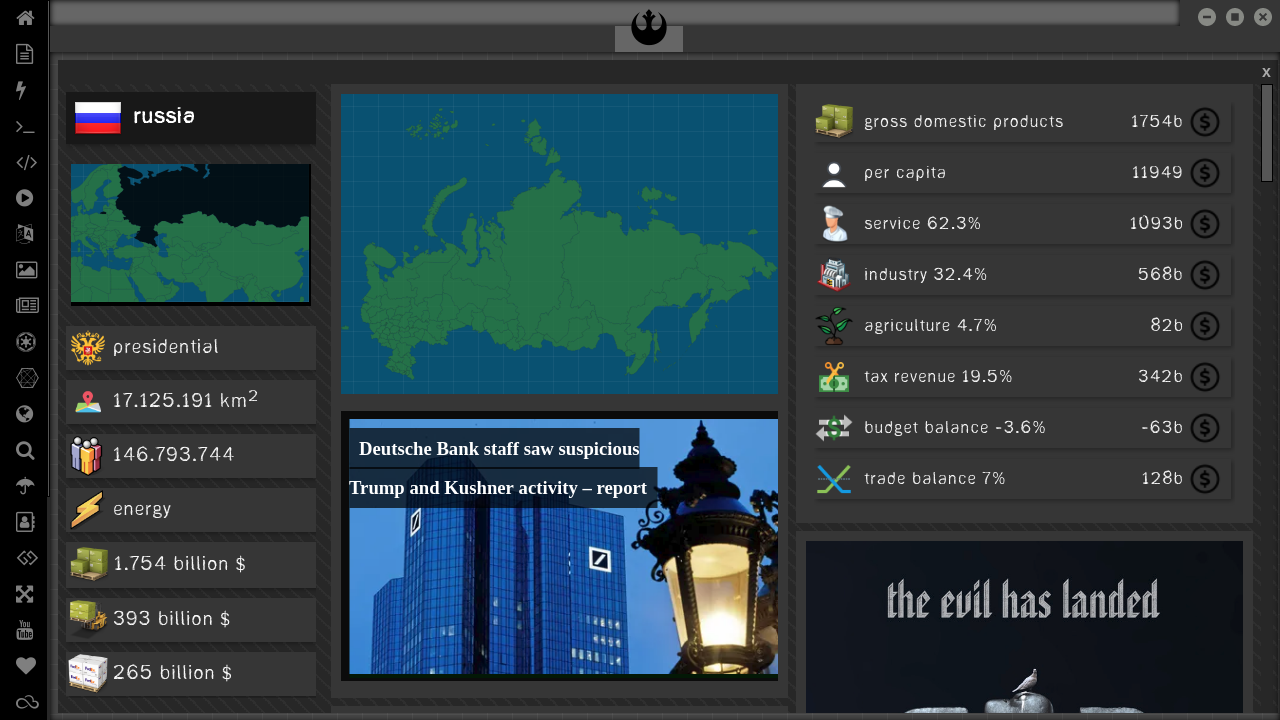 x
russia
presidential
17.125.191 km²
146.793.744
energy
1.754 billion $
393 billion $
265 billion $
Deutsche Bank staff saw suspicious
Trump and Kushner activity – report
gross domestic products 1754b $
per capita 11949 $
service 62.3% 1093b $
industry 32.4% 568b $
agriculture 4.7% 82b $
tax revenue 19.5% 342b $
budget balance -3.6% -63b $
trade balance 7% 128b $
the evil has landed
You
Tube